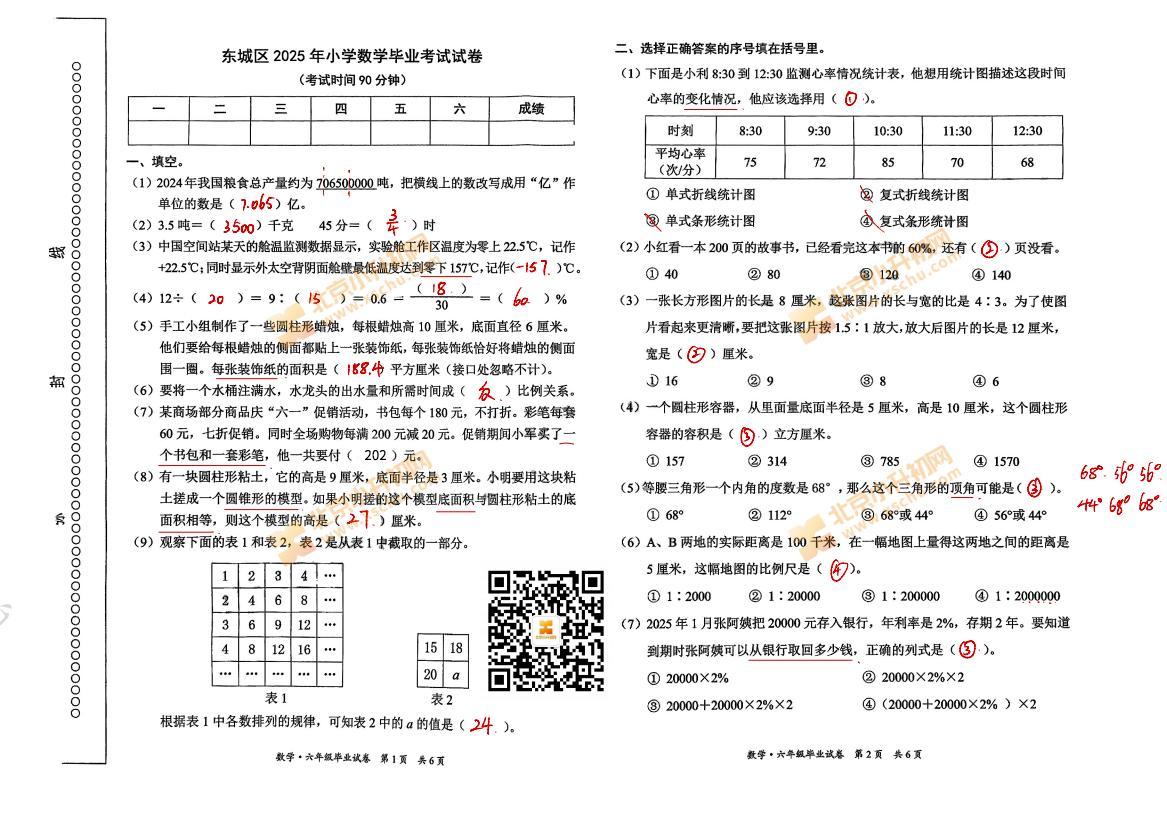 东城区 2025 年小学数学毕业考试试卷
（考试时间 90 分钟）
一 二 三 四 五 六 成绩
一、填空。
（1）2024 年我国粮食总产量约为 706500000 吨，把横线上的数改写成用“亿”作
单位的数是（ 7.065 ）亿。
（2）3.5 吨＝（ 3500 ）千克 45 分＝（ 3/4 ）时
（3）中国空间站某天的舱温监测数据显示，实验舱工作区温度为零上 22.5℃，记作
+22.5℃；同时显示外太空背阴面舱壁最低温度达到零下 157℃，记作（ -157 ）℃。
（4）12÷（ 20 ）＝ 9∶（ 15 ）＝ 0.6 ＝ （ 18 ）/30 ＝（ 60 ）%
（5）手工小组制作了一些圆柱形蜡烛，每根蜡烛高 10 厘米，底面直径 6 厘米。
他们要给每根蜡烛的侧面都贴上一张装饰纸，每张装饰纸恰好将蜡烛的侧面
围一圈。每张装饰纸的面积是（ 188.4 ）平方厘米（接口处忽略不计）。
（6）要将一个水桶注满水，水龙头的出水量和所需时间成（ 反 ）比例关系。
（7）某商场部分商品庆“六一”促销活动，书包每个 180 元，不打折。彩笔每套
60 元，七折促销。同时全场购物每满 200 元减 20 元。促销期间小军买了一
个书包和一套彩笔，他一共要付（ 202 ）元。
（8）有一块圆柱形粘土，它的高是 9 厘米，底面半径是 3 厘米。小明要用这块粘
土搓成一个圆锥形的模型。如果小明搓的这个模型底面积与圆柱形粘土的底
面积相等，则这个模型的高是（ 27 ）厘米。
（9）观察下面的表 1 和表 2，表 2 是从表 1 中截取的一部分。
1 2 3 4 …
2 4 6 8 …
3 6 9 12 …
4 8 12 16 …
… … … … …
表 1
15 18
20 a
表 2
根据表 1 中各数排列的规律，可知表 2 中的 a 的值是（ 24 ）。
数学·六年级毕业试卷 第 1 页 共 6 页
二、选择正确答案的序号填在括号里。
（1）下面是小利 8:30 到 12:30 监测心率情况统计表，他想用统计图描述这段时间
心率的变化情况，他应该选择用（ ① ）。
时刻 8:30 9:30 10:30 11:30 12:30
平均心率
（次/分） 75 72 85 70 68
① 单式折线统计图 ② 复式折线统计图
③ 单式条形统计图 ④ 复式条形统计图
（2）小红看一本 200 页的故事书，已经看完这本书的 60%，还有（ ② ）页没看。
① 40 ② 80 ③ 120 ④ 140
（3）一张长方形图片的长是 8 厘米，这张图片的长与宽的比是 4∶3。为了使图
片看起来更清晰，要把这张图片按 1.5∶1 放大，放大后图片的长是 12 厘米，
宽是（ ② ）厘米。
① 16 ② 9 ③ 8 ④ 6
（4）一个圆柱形容器，从里面量底面半径是 5 厘米，高是 10 厘米，这个圆柱形
容器的容积是（ ③ ）立方厘米。
① 157 ② 314 ③ 785 ④ 1570
（5）等腰三角形一个内角的度数是 68°，那么这个三角形的顶角可能是（ ③ ）。
① 68° ② 112° ③ 68°或 44° ④ 56°或 44°
68° 56° 56°
44° 68° 68°
（6）A、B 两地的实际距离是 100 千米，在一幅地图上量得这两地之间的距离是
5 厘米，这幅地图的比例尺是（ ④ ）。
① 1∶2000 ② 1∶20000 ③ 1∶200000 ④ 1∶2000000
（7）2025 年 1 月张阿姨把 20000 元存入银行，年利率是 2%，存期 2 年。要知道
到期时张阿姨可以从银行取回多少钱，正确的列式是（ ③ ）。
① 20000×2% ② 20000×2%×2
③ 20000＋20000×2%×2 ④（20000＋20000×2% ）×2
数学·六年级毕业试卷 第 2 页 共 6 页
线
封
北京小升初网
www.xschu.com
北京小升初网
www.xschu.com
北京小升初网
www.xschu.com
北京小升初网
www.xschu.com